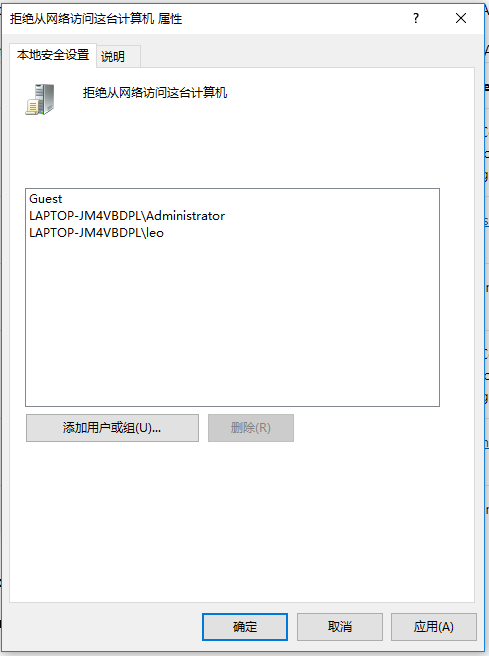 拒绝从网络访问这台计算机 属性
?
本地安全设置
说明
拒绝从网络访问这台计算机
Guest
LAPTOP-JM4VBDPL\Administrator
LAPTOP-JM4VBDPL\leo
添加用户或组(U)...
删除(R)
确定
取消
应用(A)